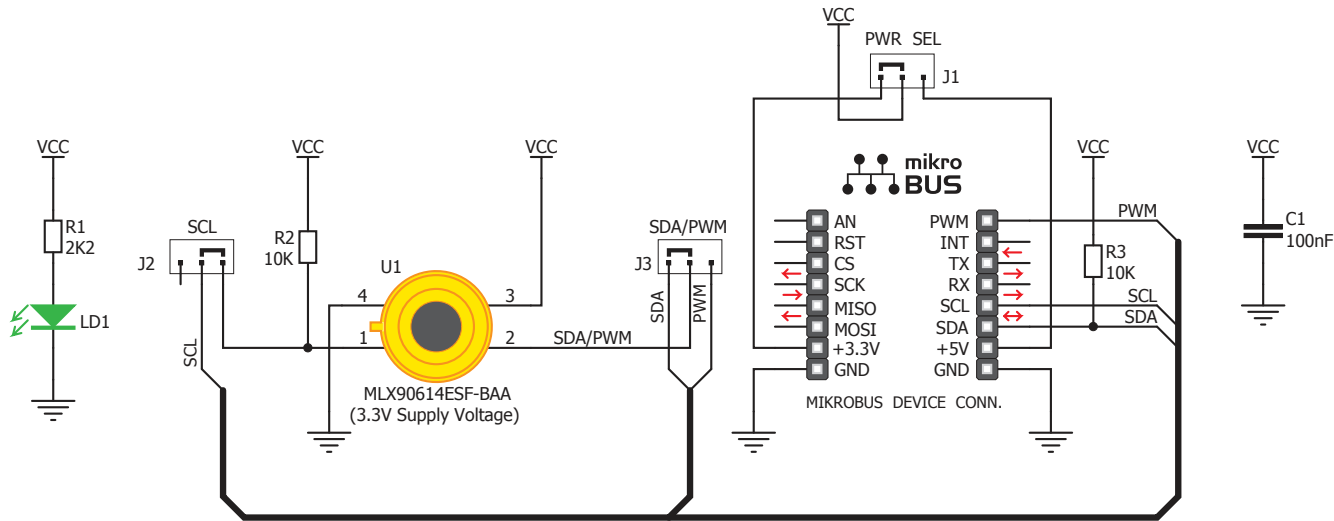 VCC
PWR SEL
J1
VCC
VCC
VCC
VCC
VCC
mikro
BUS
R1
2K2
SCL
J2
R2
10K
U1
SDA/PWM
J3
AN
RST
CS
SCK
MISO
MOSI
+3.3V
GND
PWM
INT
TX
RX
SCL
SDA
+5V
GND
PWM
R3
10K
SCL
SDA
C1
100nF
LD1
4
3
1
2
SCL
SDA/PWM
SDA
PWM
MLX90614ESF-BAA
(3.3V Supply Voltage)
MIKROBUS DEVICE CONN.